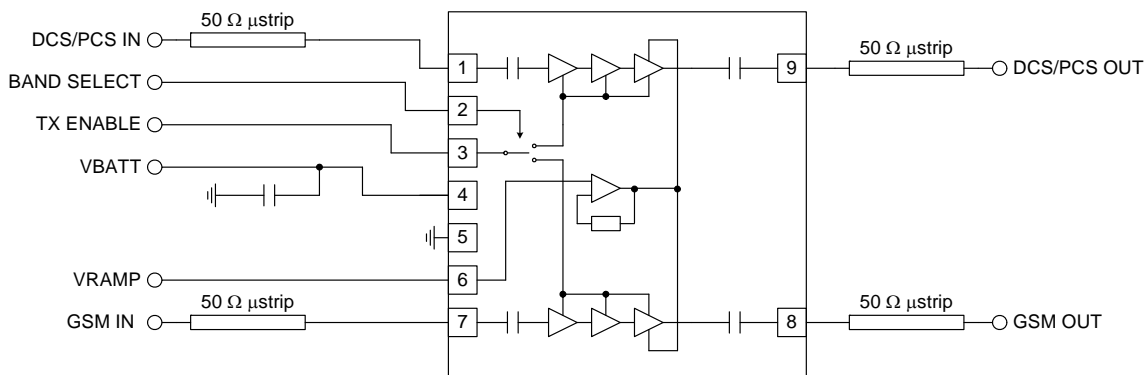 50 Ω μstrip
DCS/PCS IN
BAND SELECT
TX ENABLE
VBATT
VRAMP
50 Ω μstrip
GSM IN
1
2
3
4
5
6
7
9
8
50 Ω μstrip
DCS/PCS OUT
50 Ω μstrip
GSM OUT